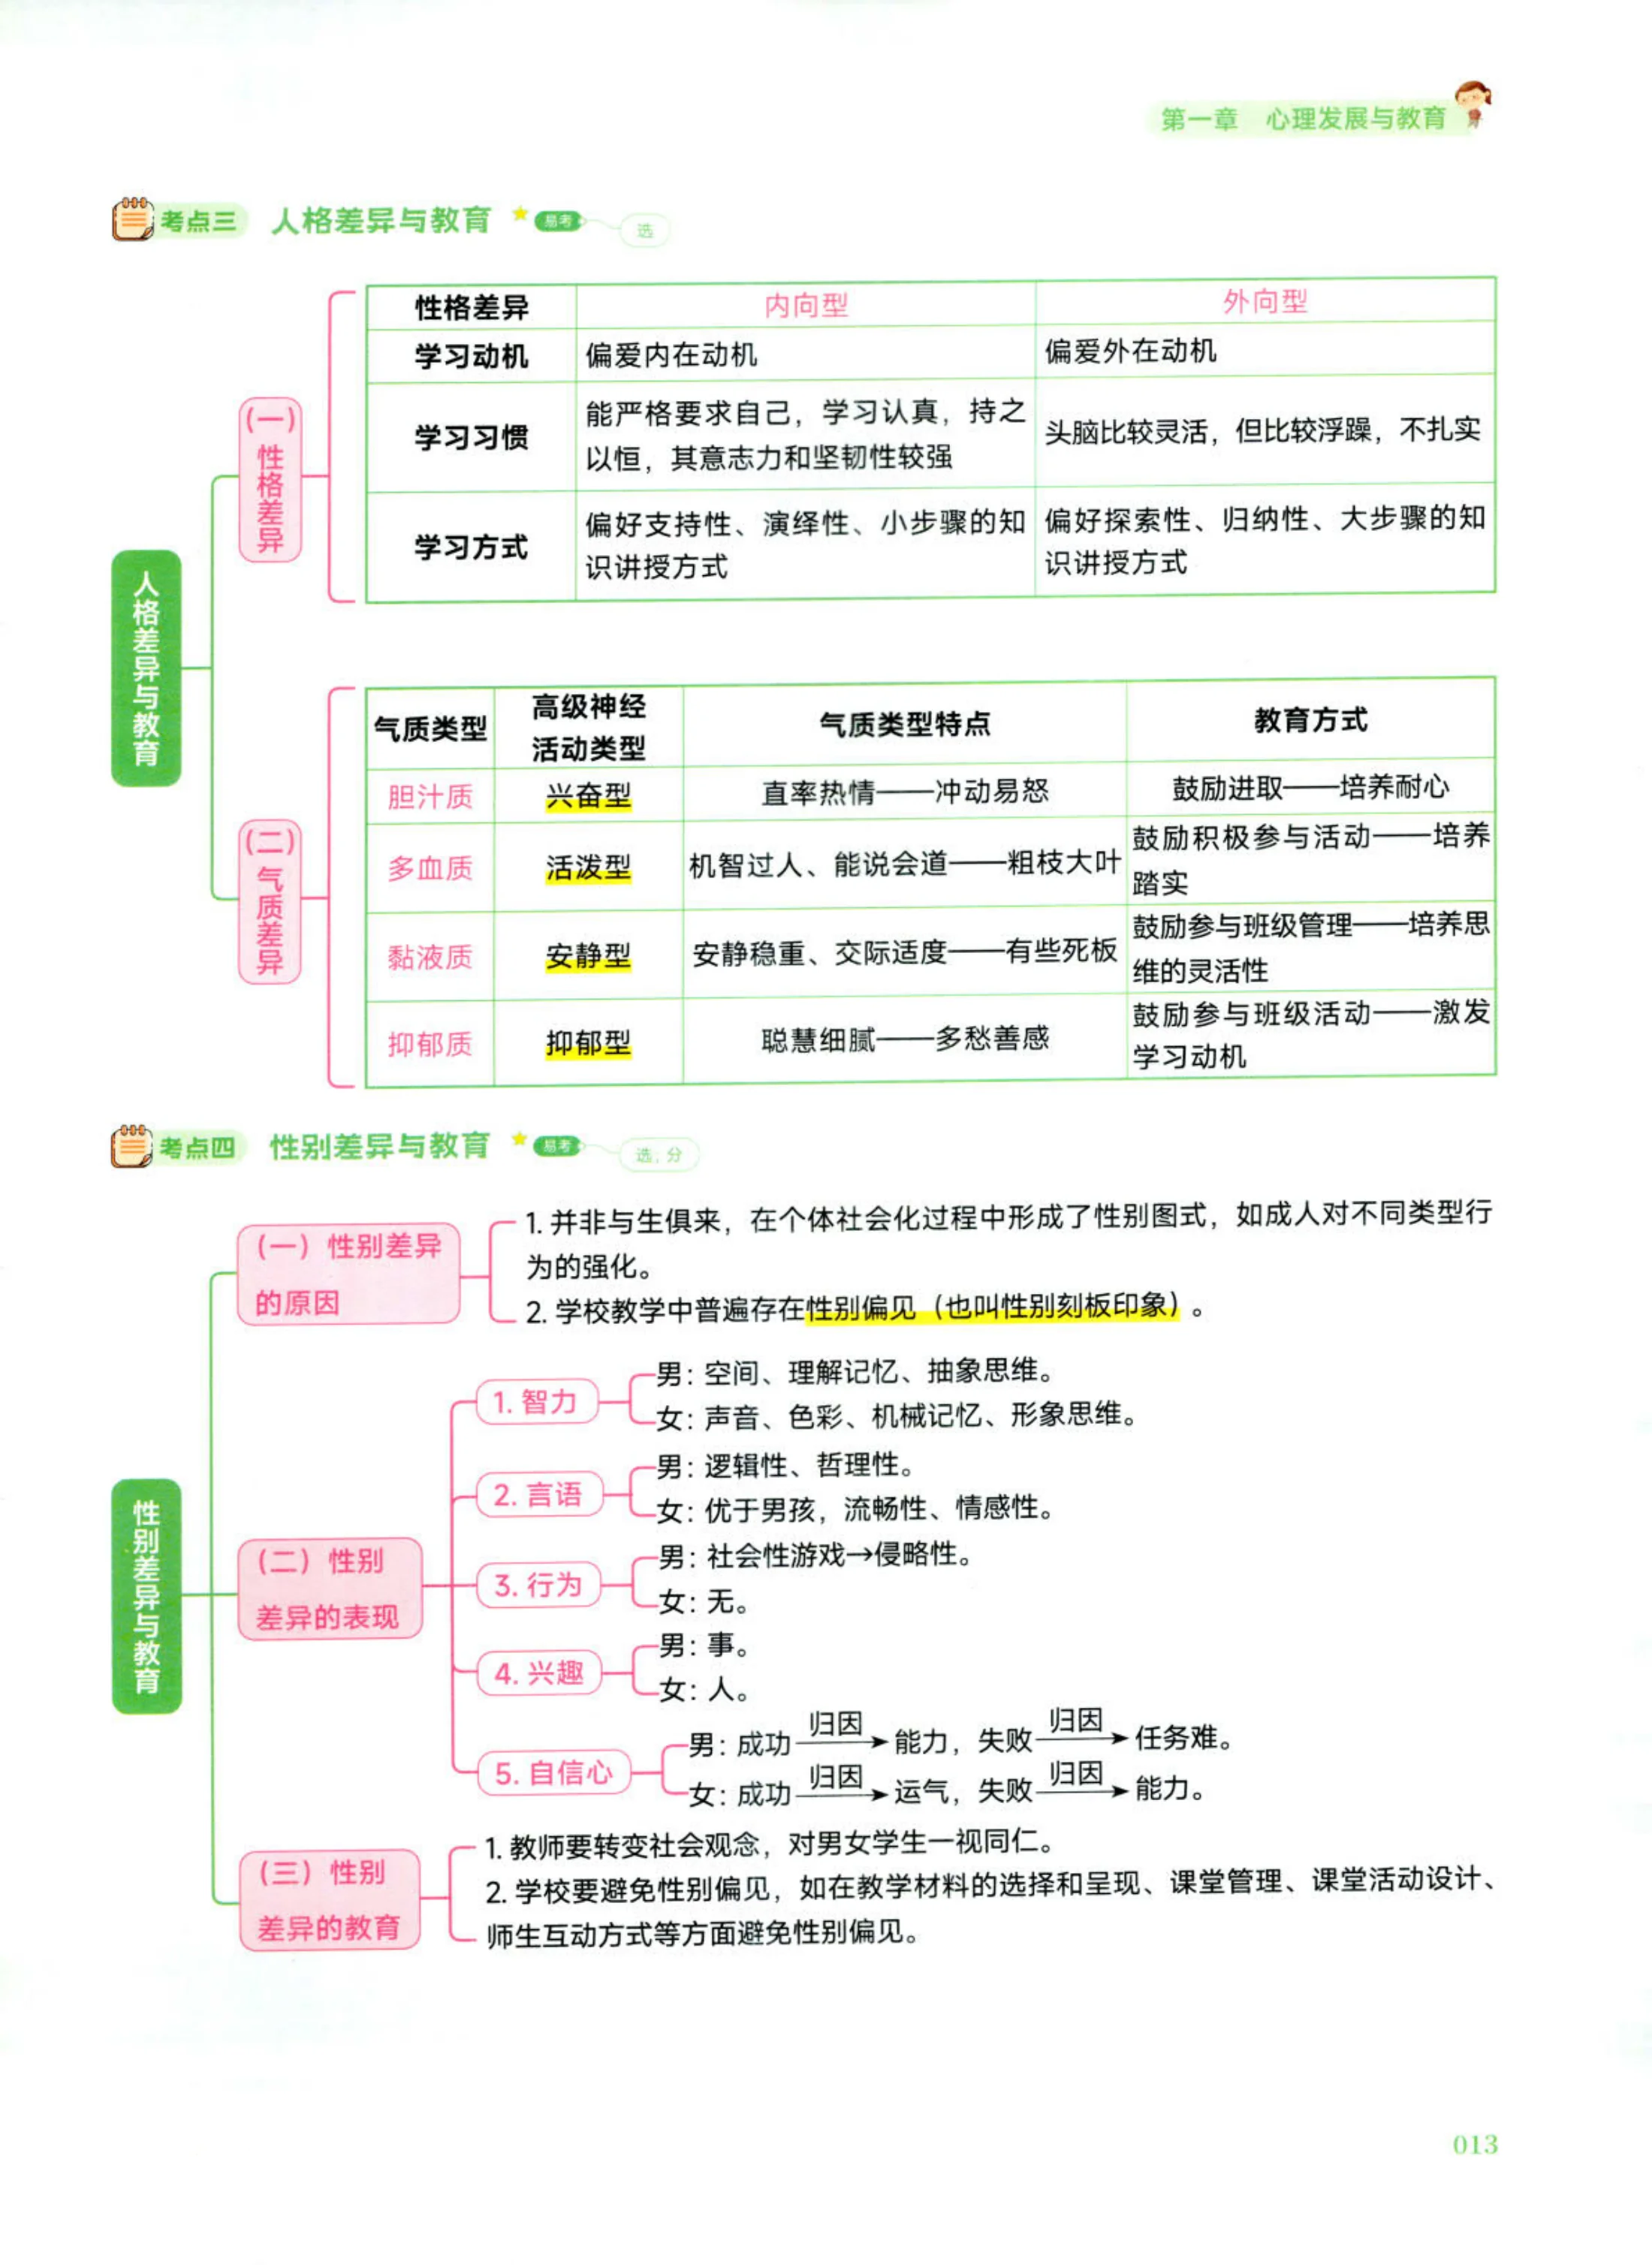 第一章 心理发展与教育
考点三 人格差异与教育 易考 选
人格差异与教育
(一)性格差异
性格差异 内向型 外向型
学习动机 偏爱内在动机 偏爱外在动机
学习习惯 能严格要求自己，学习认真，持之以恒，其意志力和坚韧性较强 头脑比较灵活，但比较浮躁，不扎实
学习方式 偏好支持性、演绎性、小步骤的知识讲授方式 偏好探索性、归纳性、大步骤的知识讲授方式
(二)气质差异
气质类型 高级神经活动类型 气质类型特点 教育方式
胆汁质 兴奋型 直率热情——冲动易怒 鼓励进取——培养耐心
多血质 活泼型 机智过人、能说会道——粗枝大叶 鼓励积极参与活动——培养踏实
黏液质 安静型 安静稳重、交际适度——有些死板 鼓励参与班级管理——培养思维的灵活性
抑郁质 抑郁型 聪慧细腻——多愁善感 鼓励参与班级活动——激发学习动机
考点四 性别差异与教育 易考 选，分
性别差异与教育
（一）性别差异
的原因
1. 并非与生俱来，在个体社会化过程中形成了性别图式，如成人对不同类型行
为的强化。
2. 学校教学中普遍存在性别偏见（也叫性别刻板印象）。
（二）性别
差异的表现
1. 智力
男：空间、理解记忆、抽象思维。
女：声音、色彩、机械记忆、形象思维。
2. 言语
男：逻辑性、哲理性。
女：优于男孩，流畅性、情感性。
3. 行为
男：社会性游戏→侵略性。
女：无。
4. 兴趣
男：事。
女：人。
5. 自信心
男：成功 归因→ 能力，失败 归因→ 任务难。
女：成功 归因→ 运气，失败 归因→ 能力。
（三）性别
差异的教育
1. 教师要转变社会观念，对男女学生一视同仁。
2. 学校要避免性别偏见，如在教学材料的选择和呈现、课堂管理、课堂活动设计、
师生互动方式等方面避免性别偏见。
013